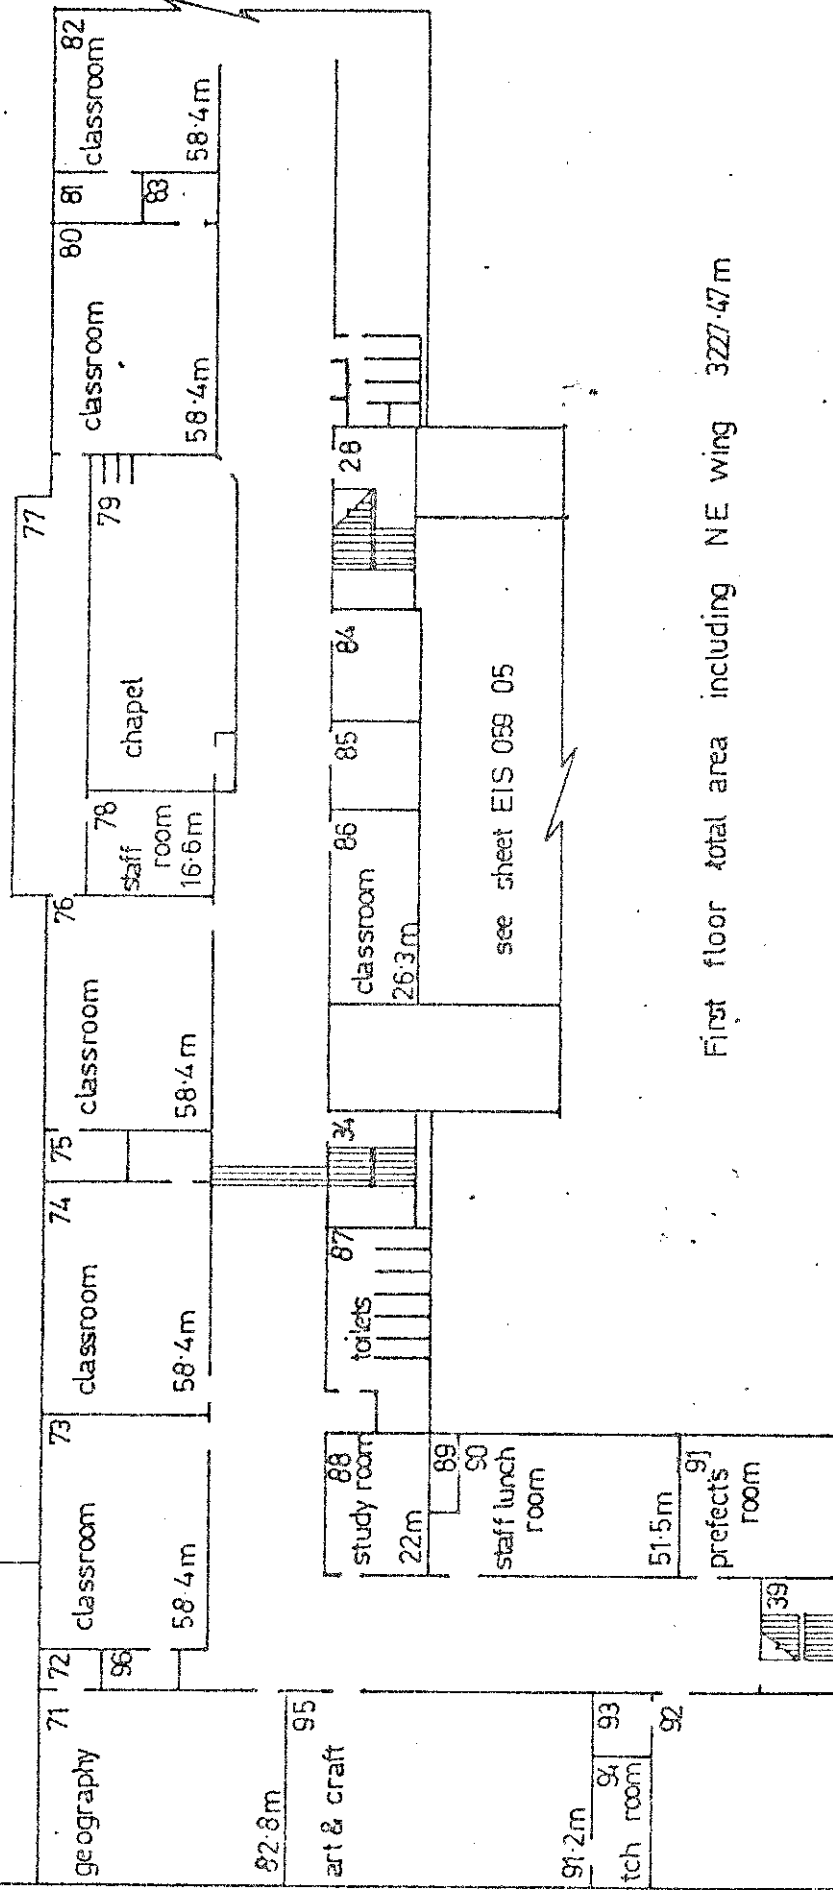 82
classroom
58.4m
81
83
80
classroom
58.4m
77
79
chapel
78
staff
room
16.6m
76
classroom
58.4m
75
74
classroom
58.4m
73
classroom
58.4m
72
96
71
geography
82.8m
28
84
85
86
classroom
26.3m
see sheet EIS 059 05
34
87
toilets
88
study room
22m
89
90
staff lunch
room
51.5m
91
prefect's
room
39
95
art & craft
91.2m
93
94
tch room
92
First floor total area including NE wing 3227.47m